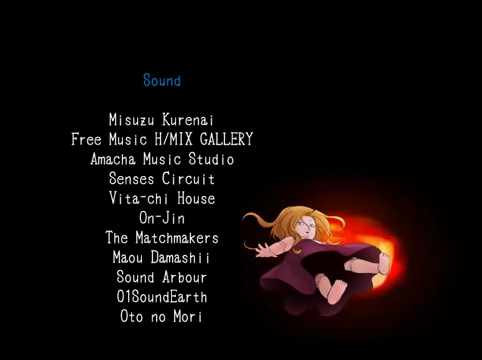 Sound
Misuzu Kurenai
Free Music H/MIX GALLERY
Amacha Music Studio
Senses Circuit
Vita-chi House
On-Jin
The Matchmakers
Maou Damashii
Sound Arbour
01SoundEarth
Oto no Mori